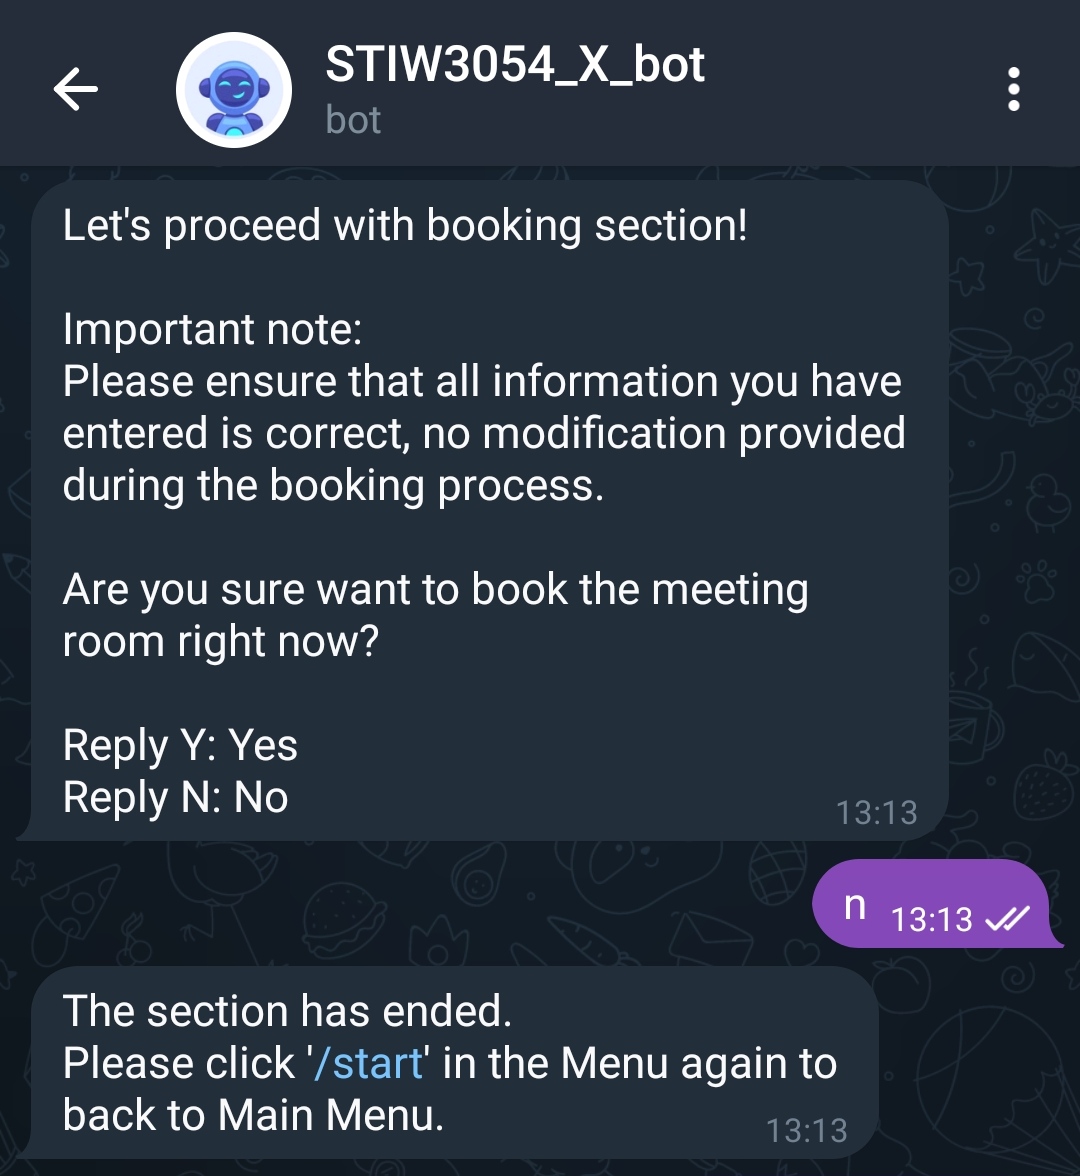 STIW3054_X_bot
bot
Let's proceed with booking section!
Important note:
Please ensure that all information you have
entered is correct, no modification provided
during the booking process.
Are you sure want to book the meeting
room right now?
Reply Y: Yes
Reply N: No
13:13
n 13:13
The section has ended.
Please click '/start' in the Menu again to
back to Main Menu.
13:13